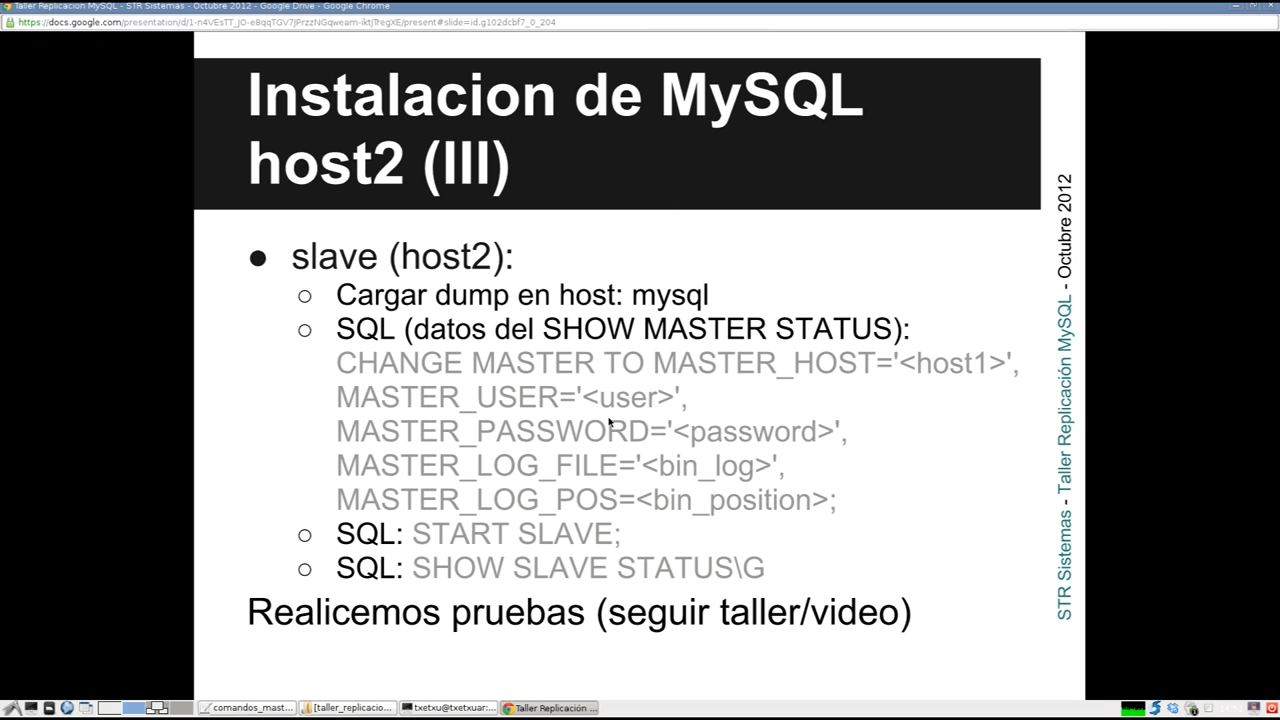 Taller Replicación MySQL - STR Sistemas - Octubre 2012 - Google Drive - Google Chrome
Instalacion de MySQL
host2 (III)
● slave (host2):
○ Cargar dump en host: mysql
○ SQL (datos del SHOW MASTER STATUS):
CHANGE MASTER TO MASTER_HOST='<host1>',
MASTER_USER='<user>',
MASTER_PASSWORD='<password>',
MASTER_LOG_FILE='<bin_log>',
MASTER_LOG_POS=<bin_position>;
○ SQL: START SLAVE;
○ SQL: SHOW SLAVE STATUS\G
Realicemos pruebas (seguir taller/video)
STR Sistemas - Taller Replicación MySQL - Octubre 2012
comandos_mast...
[taller_replicacio...
txetxu@txetxuar:...
Taller Replicación ...